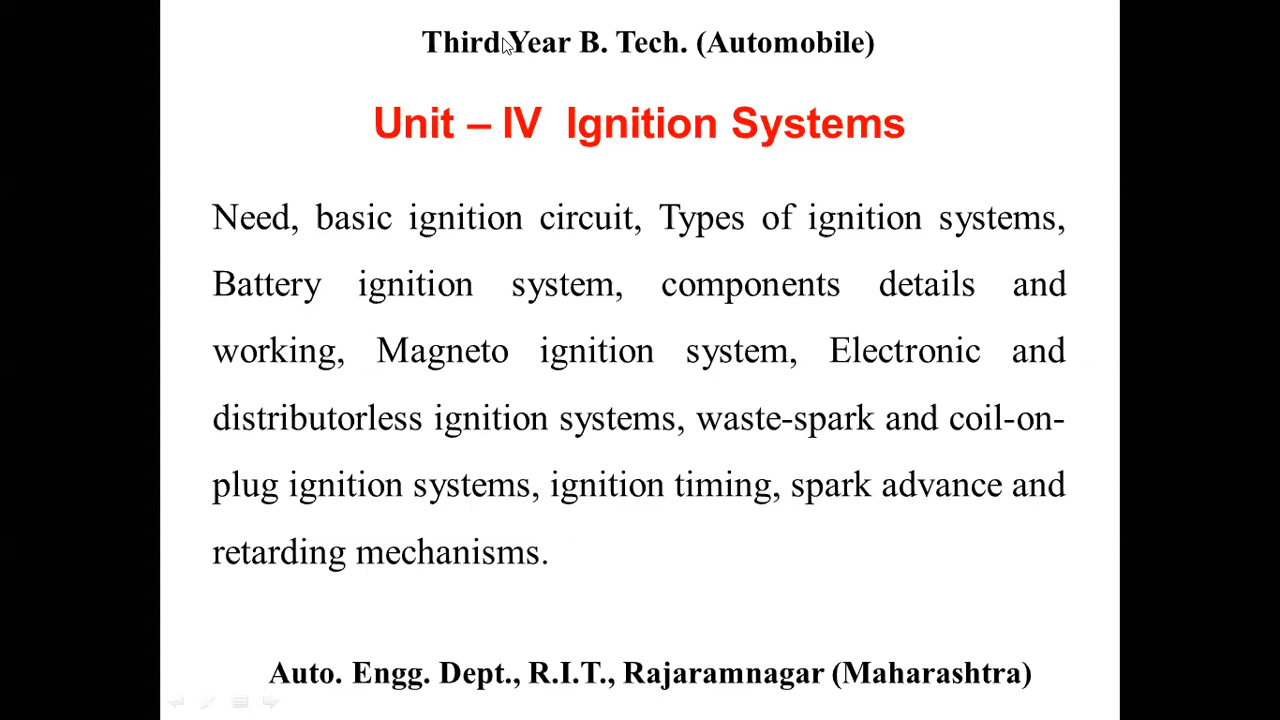 Third Year B. Tech. (Automobile)
Unit – IV Ignition Systems
Need, basic ignition circuit, Types of ignition systems,
Battery ignition system, components details and
working, Magneto ignition system, Electronic and
distributorless ignition systems, waste-spark and coil-on-
plug ignition systems, ignition timing, spark advance and
retarding mechanisms.
Auto. Engg. Dept., R.I.T., Rajaramnagar (Maharashtra)